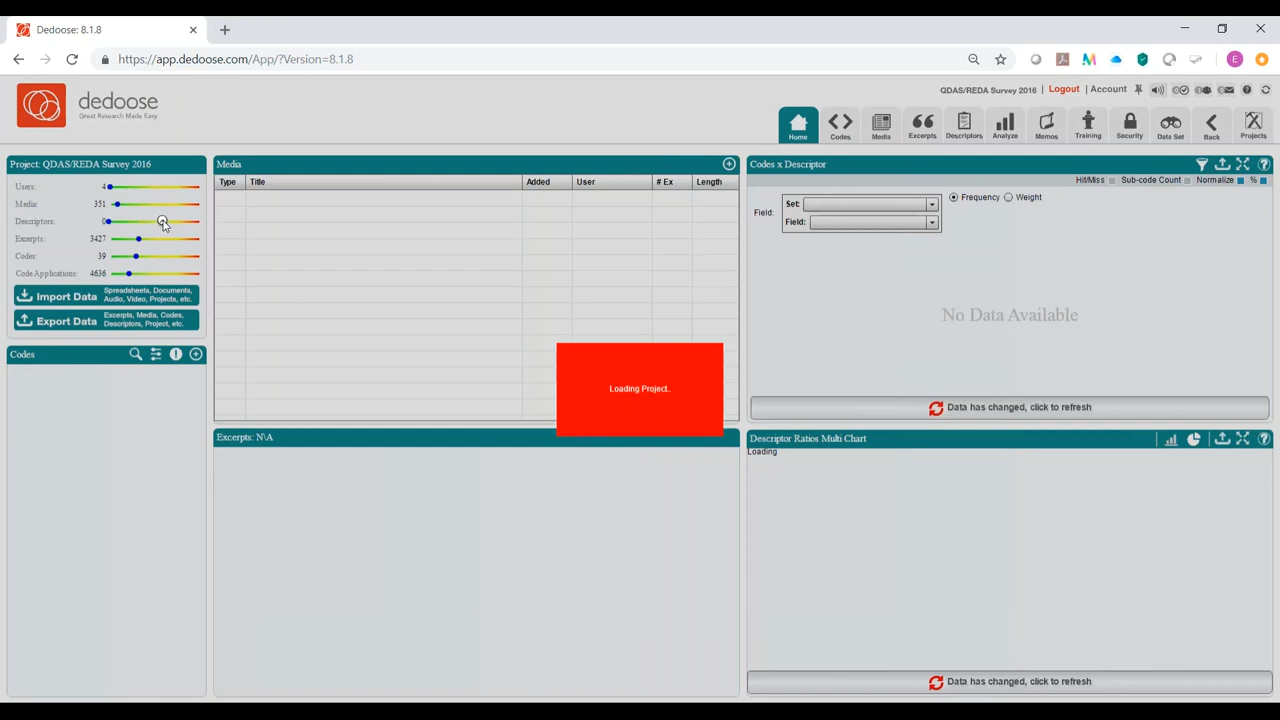 Dedoose: 8.1.8
https://app.dedoose.com/App/?Version=8.1.8
dedoose
Great Research Made Easy
QDAS/REDA Survey 2016 | Logout | Account
Home Codes Media Excerpts Descriptors Analyze Memos Training Security Data Set Back Projects
Project: QDAS/REDA Survey 2016
Users: 4
Media: 351
Descriptors: 0
Excerpts: 3427
Codes: 39
Code Applications: 4636
Import Data Spreadsheets, Documents, Audio, Video, Projects, etc.
Export Data Excerpts, Media, Codes, Descriptors, Project, etc.
Codes
Media
Type Title Added User # Ex Length
Loading Project.
Excerpts: N\A
Codes x Descriptor
Hit/Miss Sub-code Count Normalize %
Field: Set: Frequency Weight
Field:
No Data Available
Data has changed, click to refresh
Descriptor Ratios Multi Chart
Loading
Data has changed, click to refresh